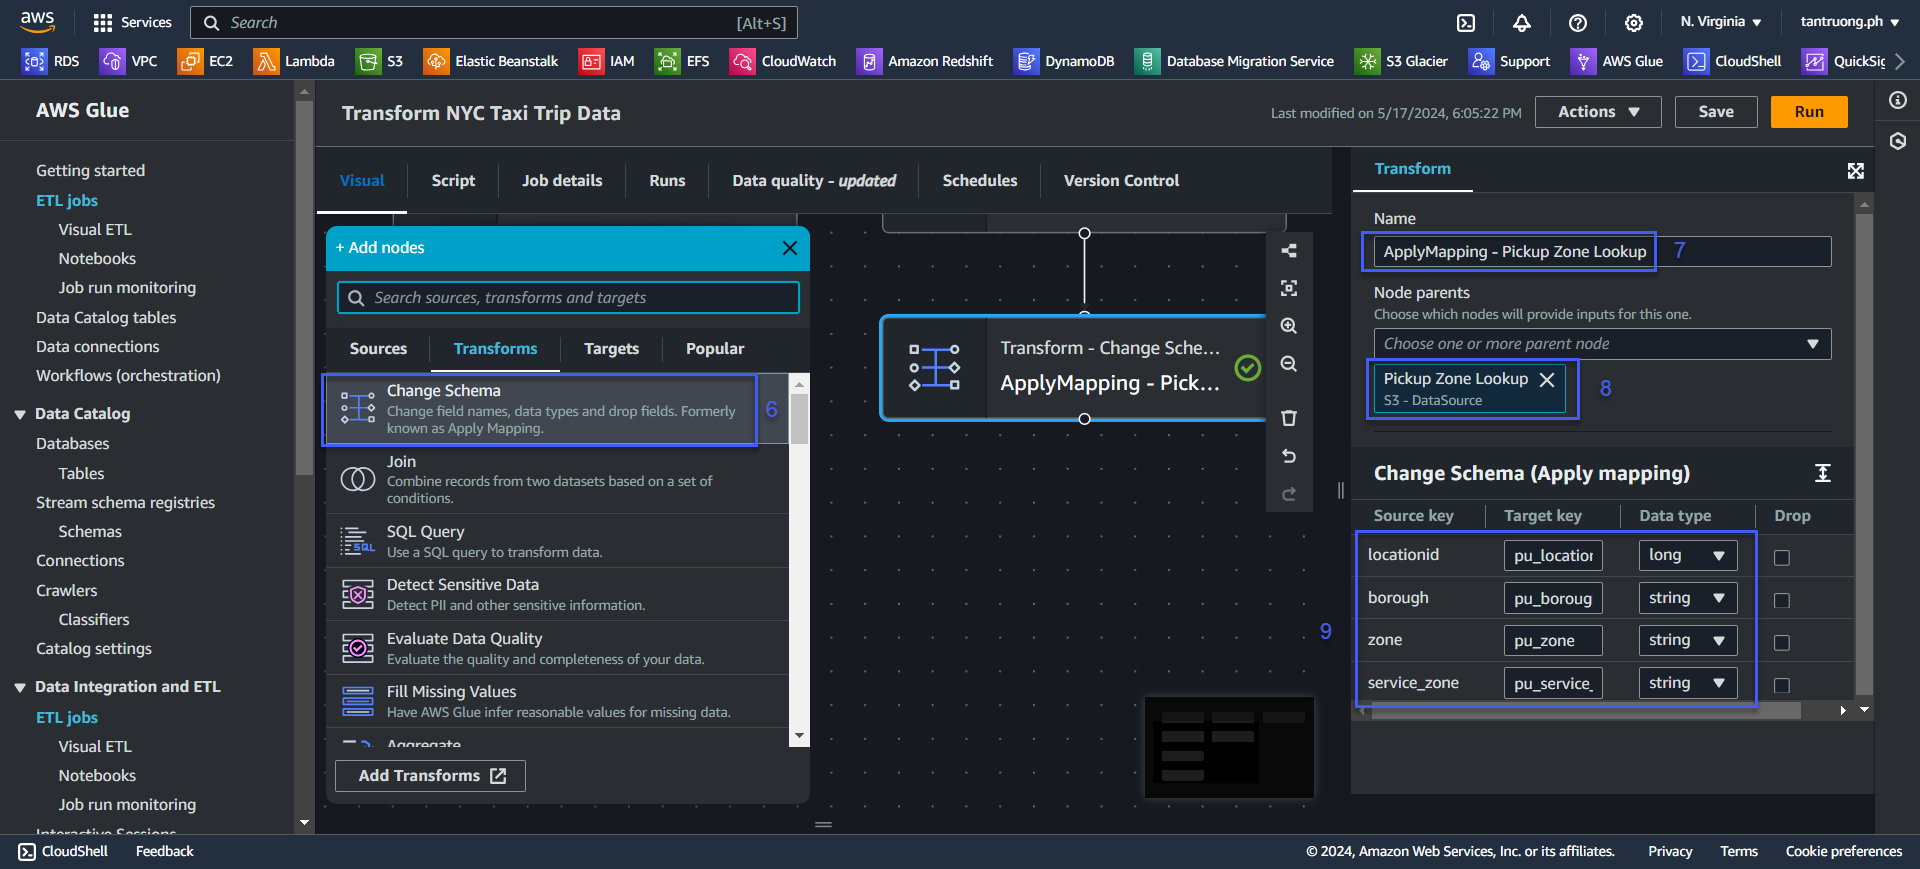 aws
Services
Search
[Alt+S]
N. Virginia
tantruong.ph
RDS
VPC
EC2
Lambda
S3
Elastic Beanstalk
IAM
EFS
CloudWatch
Amazon Redshift
DynamoDB
Database Migration Service
S3 Glacier
Support
AWS Glue
CloudShell
QuickSig
AWS Glue
Getting started
ETL jobs
Visual ETL
Notebooks
Job run monitoring
Data Catalog tables
Data connections
Workflows (orchestration)
Data Catalog
Databases
Tables
Stream schema registries
Schemas
Connections
Crawlers
Classifiers
Catalog settings
Data Integration and ETL
ETL jobs
Visual ETL
Notebooks
Job run monitoring
Interactive Sessions
Transform NYC Taxi Trip Data
Last modified on 5/17/2024, 6:05:22 PM
Actions
Save
Run
Visual
Script
Job details
Runs
Data quality - updated
Schedules
Version Control
+ Add nodes
Search sources, transforms and targets
Sources
Transforms
Targets
Popular
Change Schema
Change field names, data types and drop fields. Formerly
known as Apply Mapping.
6
Join
Combine records from two datasets based on a set of
conditions.
SQL
SQL Query
Use a SQL query to transform data.
Detect Sensitive Data
Detect PII and other sensitive information.
Evaluate Data Quality
Evaluate the quality and completeness of your data.
Fill Missing Values
Have AWS Glue infer reasonable values for missing data.
Aggregate
Add Transforms
Transform - Change Sche...
ApplyMapping - Pick...
Transform
Name
ApplyMapping - Pickup Zone Lookup
7
Node parents
Choose which nodes will provide inputs for this one.
Choose one or more parent node
Pickup Zone Lookup
S3 - DataSource
8
Change Schema (Apply mapping)
Source key
Target key
Data type
Drop
9
locationid
pu_location
long
borough
pu_boroug
string
zone
pu_zone
string
service_zone
pu_service_
string
CloudShell
Feedback
© 2024, Amazon Web Services, Inc. or its affiliates.
Privacy
Terms
Cookie preferences